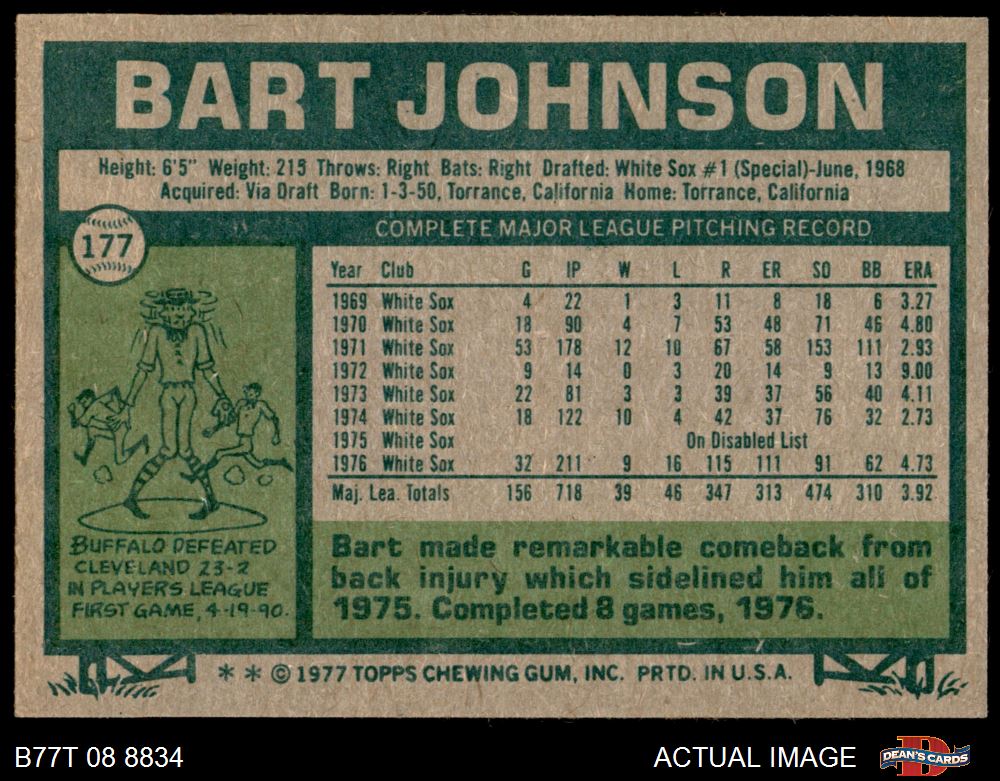 BART JOHNSON
Height: 6'5" Weight: 215 Throws: Right Bats: Right Drafted: White Sox #1 (Special)-June, 1968
Acquired: Via Draft Born: 1-3-50, Torrance, California Home: Torrance, California
177
COMPLETE MAJOR LEAGUE PITCHING RECORD
Year Club G IP W L R ER SO BB ERA
1969 White Sox 4 22 1 3 11 8 18 6 3.27
1970 White Sox 18 90 4 7 53 48 71 46 4.80
1971 White Sox 53 178 12 10 67 58 153 111 2.93
1972 White Sox 9 14 0 3 20 14 9 13 9.00
1973 White Sox 22 81 3 3 39 37 56 40 4.11
1974 White Sox 18 122 10 4 42 37 76 32 2.73
1975 White Sox On Disabled List
1976 White Sox 32 211 9 16 115 111 91 62 4.73
Maj. Lea. Totals 156 718 39 46 347 313 474 310 3.92
BUFFALO DEFEATED
CLEVELAND 23-2
IN PLAYERS LEAGUE
FIRST GAME, 4-19-90.
Bart made remarkable comeback from
back injury which sidelined him all of
1975. Completed 8 games, 1976.
* * © 1977 TOPPS CHEWING GUM, INC. PRTD. IN U.S.A.
B77T 08 8834
ACTUAL IMAGE
DEAN'S CARDS